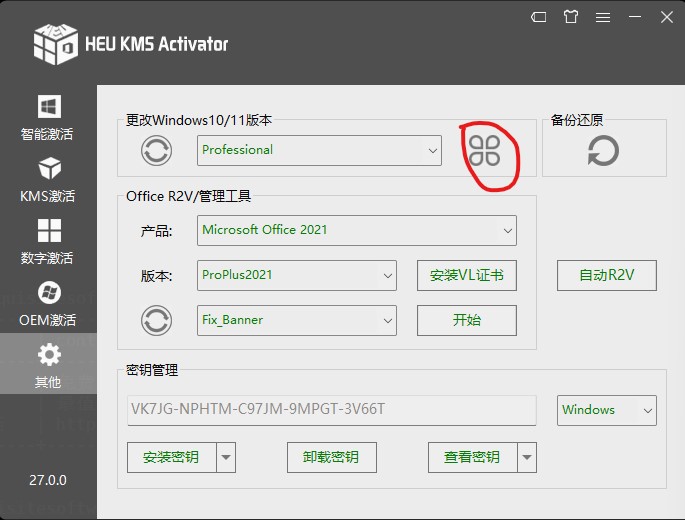 HEU KMS Activator
智能激活
KMS激活
数字激活
OEM激活
其他
27.0.0
更改Windows10/11版本
Professional
备份还原
Office R2V/管理工具
产品:
Microsoft Office 2021
版本:
ProPlus2021
安装VL证书
自动R2V
Fix_Banner
开始
密钥管理
VK7JG-NPHTM-C97JM-9MPGT-3V66T
Windows
安装密钥
卸载密钥
查看密钥